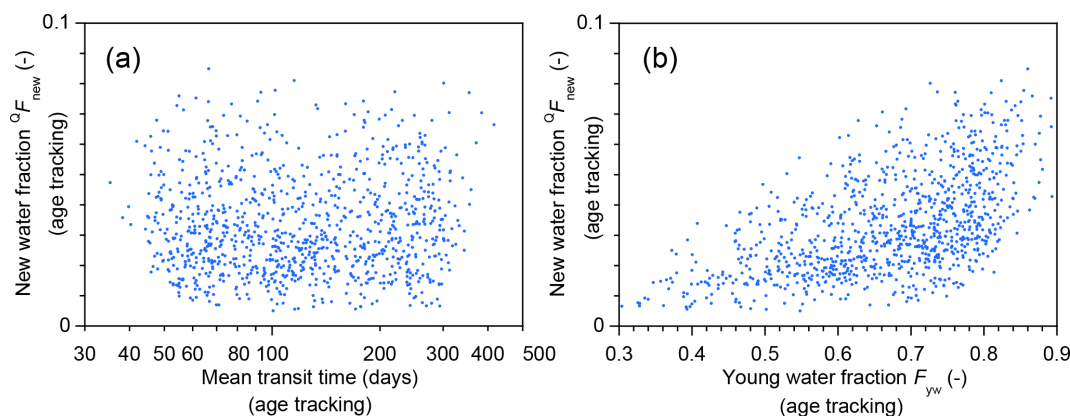 0.1
(a)
New water fraction QFnew (-)
(age tracking)
0
30 40 50 60 80 100 200 300 400 500
Mean transit time (days)
(age tracking)
0.1
(b)
New water fraction QFnew (-)
(age tracking)
0
0.3 0.4 0.5 0.6 0.7 0.8 0.9
Young water fraction Fyw (-)
(age tracking)